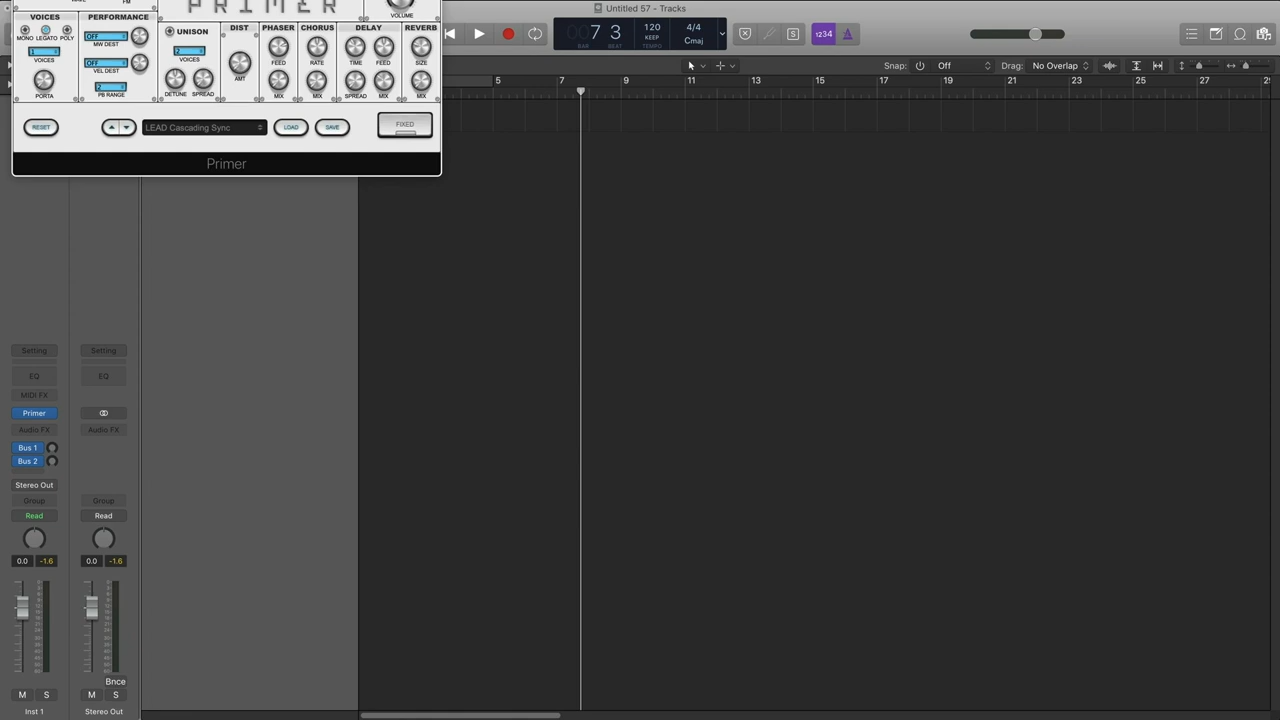 WAVE
FM
PRIMER
VOLUME
Untitled 57 - Tracks
VOICES
PERFORMANCE
UNISON
DIST
PHASER
CHORUS
DELAY
REVERB
MONO LEGATO POLY
OFF
MW DEST
VOICES
OFF
VEL DEST
2
VOICES
FEED
RATE
TIME
FEED
SIZE
AMT
PORTA
2
PB RANGE
DETUNE
SPREAD
MIX
MIX
SPREAD
MIX
MIX
RESET
LEAD Cascading Sync
LOAD
SAVE
FIXED
Primer
7 3
BAR
BEAT
120
KEEP
TEMPO
4/4
Cmaj
S
1234
Snap:
Off
Drag:
No Overlap
5
7
9
11
13
15
17
19
21
23
25
27
Setting
Setting
EQ
EQ
MIDI FX
Primer
Audio FX
Audio FX
Bus 1
Bus 2
Stereo Out
Group
Group
Read
Read
0.0
-1.6
0.0
-1.6
Bnce
M
S
M
S
Inst 1
Stereo Out